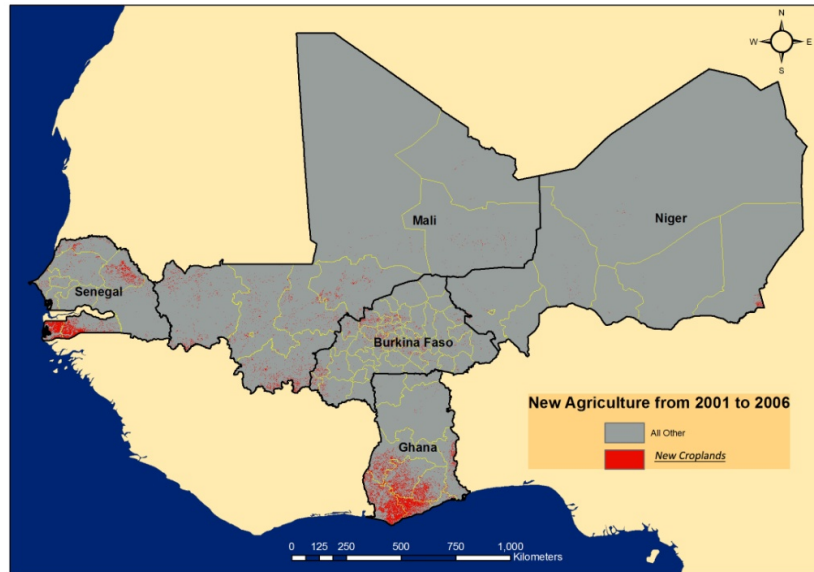 N
W E
S
Mali
Niger
Senegal
Burkina Faso
New Agriculture from 2001 to 2006
All Other
Ghana
New Croplands
0 125 250 500 750 1,000
Kilometers